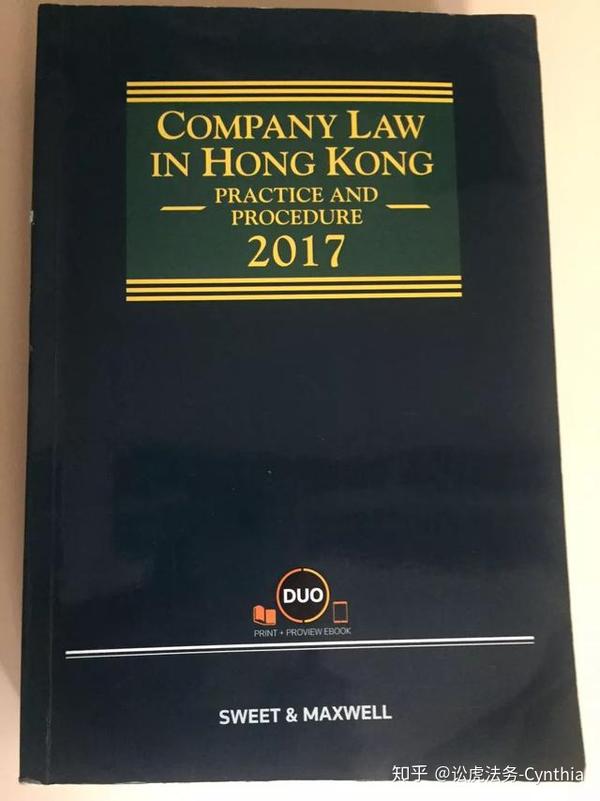 COMPANY LAW
IN HONG KONG
PRACTICE AND
PROCEDURE
2017
DUO
PRINT + PROVIEW EBOOK
SWEET & MAXWELL
知乎 @讼虎法务-Cynthia